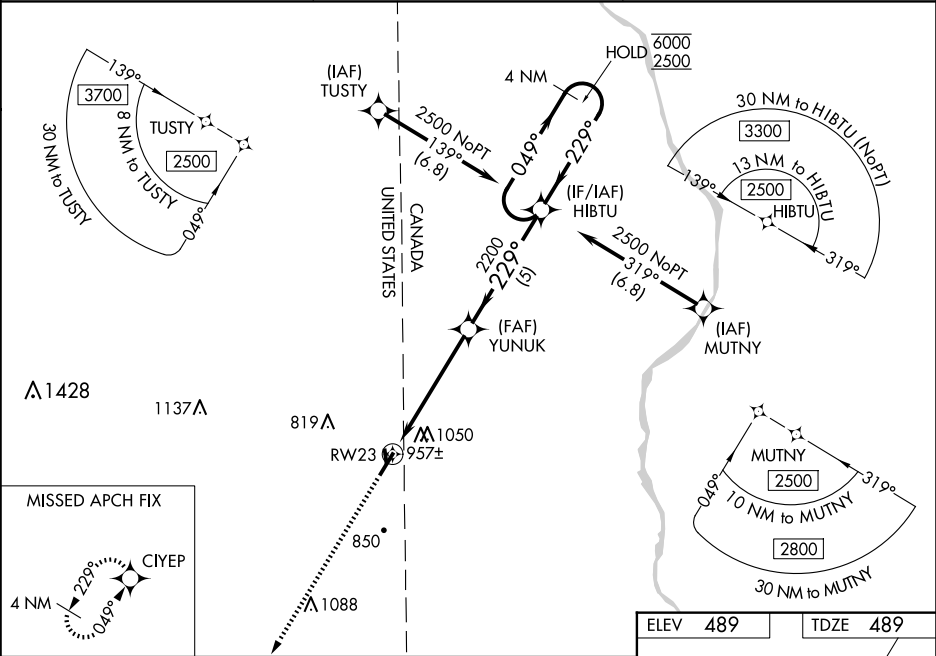 139°
3700
TUSTY
2500
8 NM to TUSTY
30 NM to TUSTY
049°
(IAF)
TUSTY
2500 NoPT
139°
(6.8)
HOLD
6000
2500
4 NM
049°
229°
(IF/IAF)
HIBTU
30 NM to HIBTU (NoPT)
3300
13 NM to HIBTU
2500
139°
HIBTU
319°
CANADA
UNITED STATES
2200
229°
(5)
2500 NoPT
319°
(6.8)
(IAF)
MUTNY
(FAF)
YUNUK
1428
1137
819
1050
RW23
957±
850
1088
MUTNY
2500
049°
319°
10 NM to MUTNY
2800
30 NM to MUTNY
MISSED APCH FIX
CIYEP
229°
049°
4 NM
ELEV 489
TDZE 489